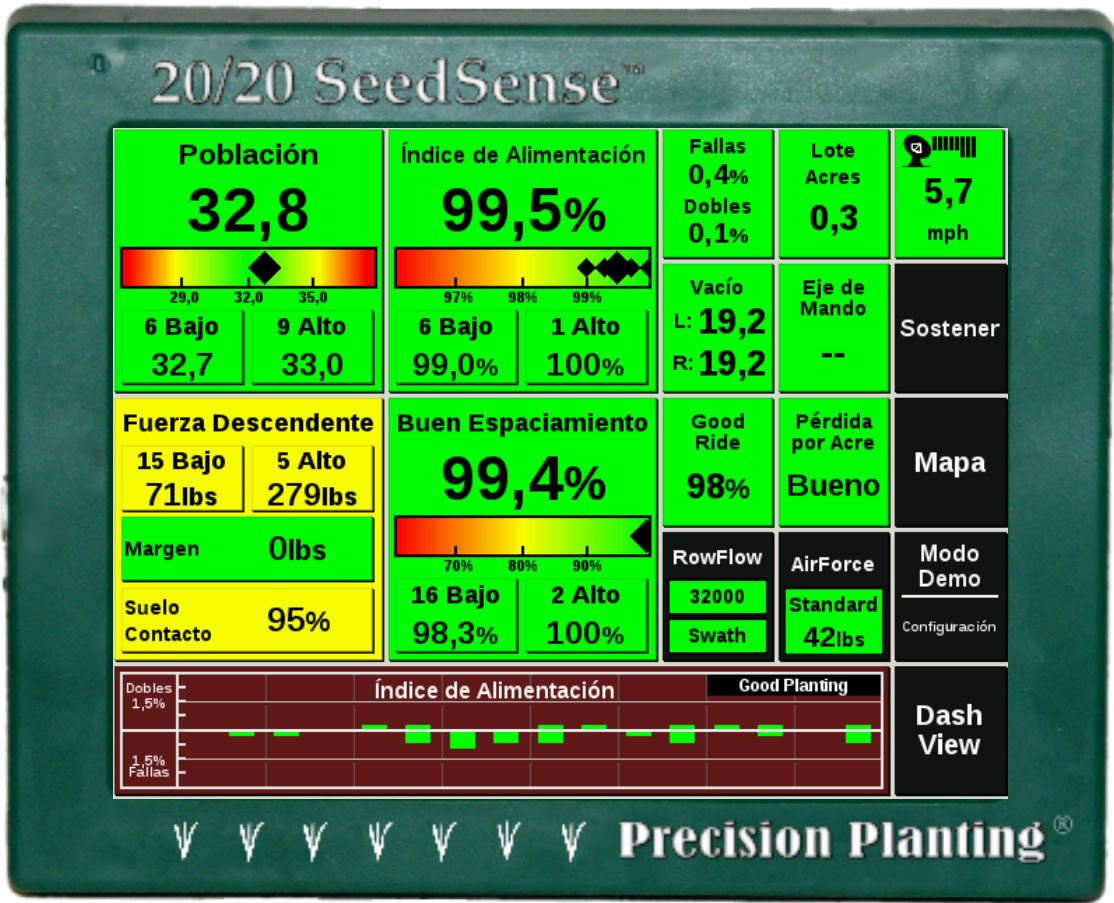 20/20 SeedSense™
Población
32,8
29,0 32,0 35,0
6 Bajo
32,7
9 Alto
33,0
Índice de Alimentación
99,5%
97% 98% 99%
6 Bajo
99,0%
1 Alto
100%
Fallas
0,4%
Dobles
0,1%
Lote
Acres
0,3
5,7
mph
Vacío
L: 19,2
R: 19,2
Eje de
Mando
--
Sostener
Fuerza Descendente
15 Bajo
71lbs
5 Alto
279lbs
Margen 0lbs
Suelo
Contacto
95%
Buen Espaciamiento
99,4%
70% 80% 90%
16 Bajo
98,3%
2 Alto
100%
Good
Ride
98%
Pérdida
por Acre
Bueno
Mapa
RowFlow
32000
Swath
AirForce
Standard
42lbs
Modo
Demo
Configuración
Índice de Alimentación
Good Planting
Dobles
1,5%
1,5%
Fallas
Dash
View
Precision Planting®